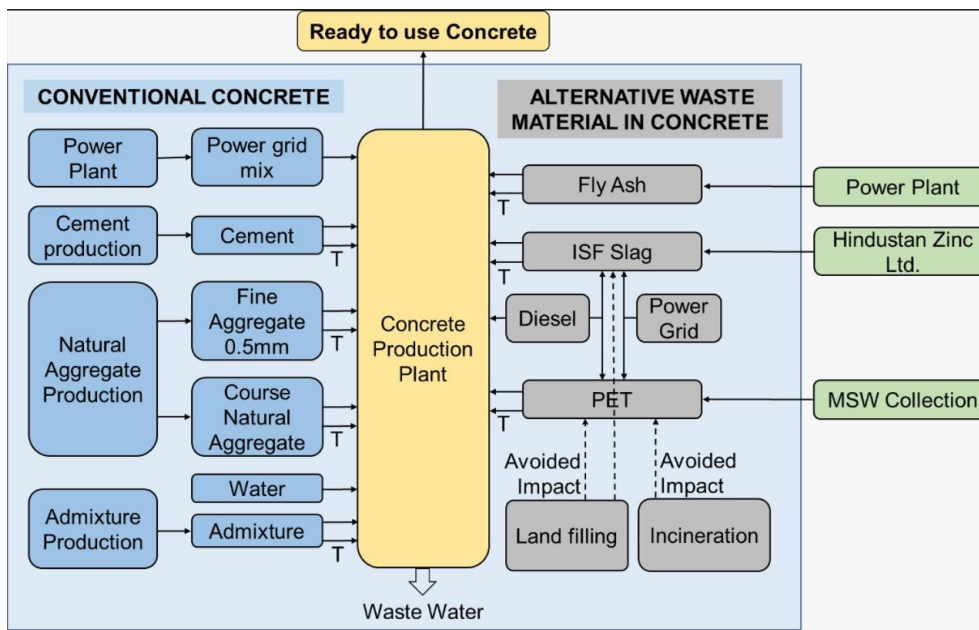 Ready to use Concrete
CONVENTIONAL CONCRETE
ALTERNATIVE WASTE
MATERIAL IN CONCRETE
Power
Plant
Power grid
mix
Cement
production
Cement
T
Natural
Aggregate
Production
Fine
Aggregate
0.5mm
T
Course
Natural
Aggregate
T
Water
Admixture
Production
Admixture
T
Concrete
Production
Plant
Waste Water
Fly Ash
T
Power Plant
ISF Slag
T
Hindustan Zinc
Ltd.
Diesel
Power
Grid
PET
T
MSW Collection
Avoided
Impact
Avoided
Impact
Land filling
Incineration